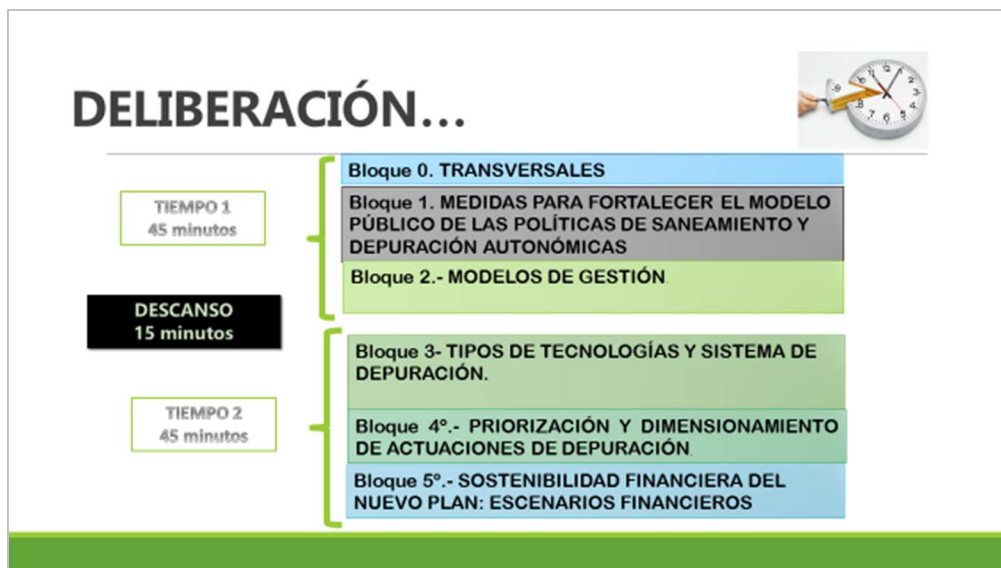 DELIBERACIÓN...
TIEMPO 1
45 minutos
Bloque 0. TRANSVERSALES
Bloque 1. MEDIDAS PARA FORTALECER EL MODELO
PÚBLICO DE LAS POLÍTICAS DE SANEAMIENTO Y
DEPURACIÓN AUTONÓMICAS
Bloque 2.- MODELOS DE GESTIÓN.
DESCANSO
15 minutos
TIEMPO 2
45 minutos
Bloque 3- TIPOS DE TECNOLOGÍAS Y SISTEMA DE
DEPURACIÓN.
Bloque 4º.- PRIORIZACIÓN Y DIMENSIONAMIENTO
DE ACTUACIONES DE DEPURACIÓN.
Bloque 5º.- SOSTENIBILIDAD FINANCIERA DEL
NUEVO PLAN: ESCENARIOS FINANCIEROS